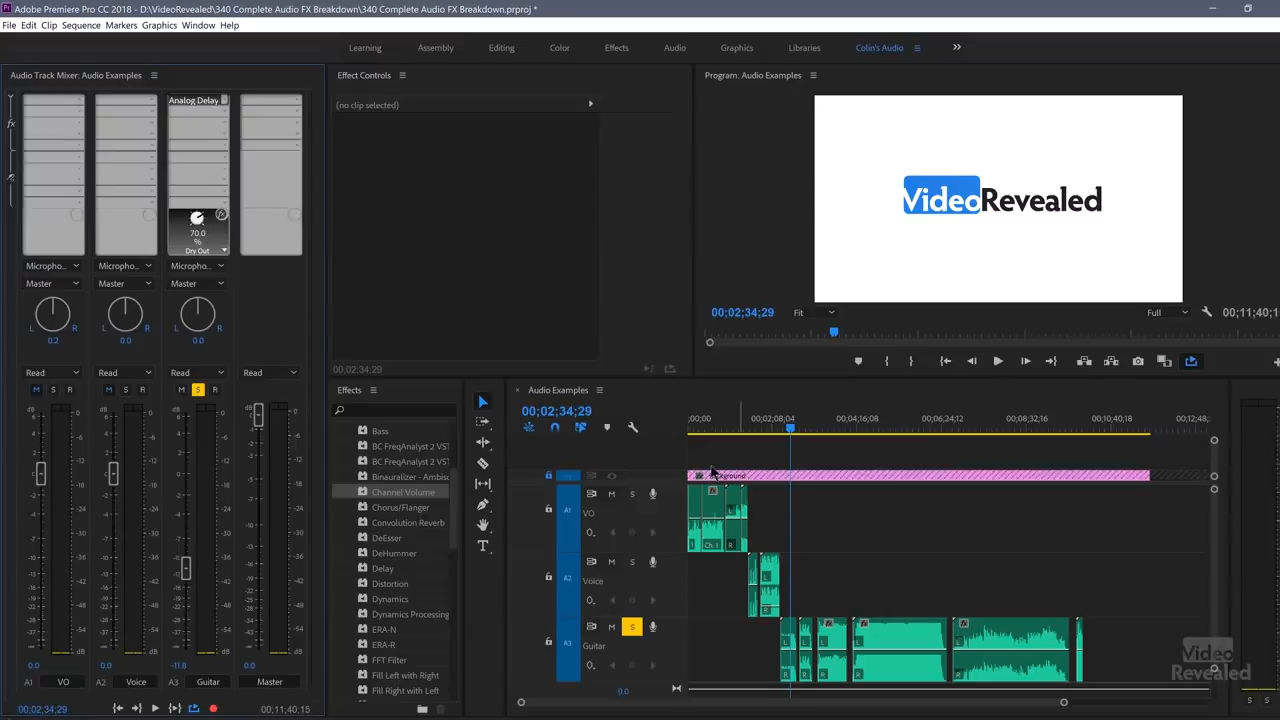 Adobe Premiere Pro CC 2018 - D:\VideoRevealed\340 Complete Audio FX Breakdown\340 Complete Audio FX Breakdown.prproj *
File Edit Clip Sequence Markers Graphics Window Help
Learning Assembly Editing Color Effects Audio Graphics Libraries Colin's Audio
Audio Track Mixer: Audio Examples
Analog Delay
70.0
%
Dry Out
Micropho... Micropho... Micropho...
Master Master Master
L R L R L R
0.2 0.0 0.0
Read Read Read Read
M S R M S R M S R
dB dB dB dB
0.0 0.0 -11.8 0.0
A1 VO A2 Voice A3 Guitar Master
00;02;34;29 00;11;40;15
Effect Controls
(no clip selected)
00;02;34;29
Program: Audio Examples
VideoRevealed
00;02;34;29 Fit Full 00;11;40;1
Effects
Bass
BC FreqAnalyst 2 VST
BC FreqAnalyst 2 VST
Binauralizer - Ambiso
Channel Volume
Chorus/Flanger
Convolution Reverb
DeEsser
DeHummer
Delay
Distortion
Dynamics
Dynamics Processing
ERA-N
ERA-R
FFT Filter
Fill Left with Right
Fill Right with Left
Audio Examples
00;02;34;29
;00;00 00;02;08;04 00;04;16;08 00;06;24;12 00;08;32;16 00;10;40;18 00;12;48;
A1 M S
VO
A2 M S
Voice
A3 M S
Guitar
0.0
Video
Revealed
S S